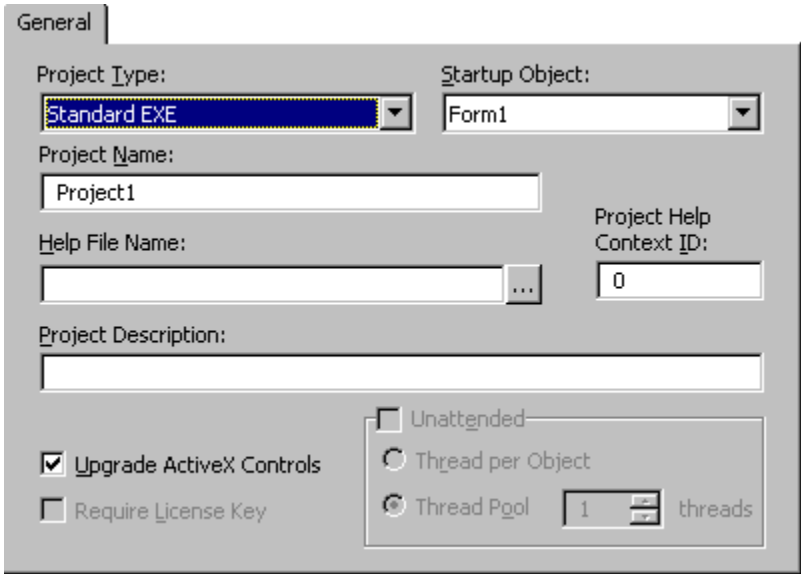 General
Project Type: Startup Object:
Standard EXE Form1
Project Name:
Project1
Project Help
Context ID:
Help File Name:
...
0
Project Description:
Unattended
Upgrade ActiveX Controls
Thread per Object
Require License Key
Thread Pool 1 threads